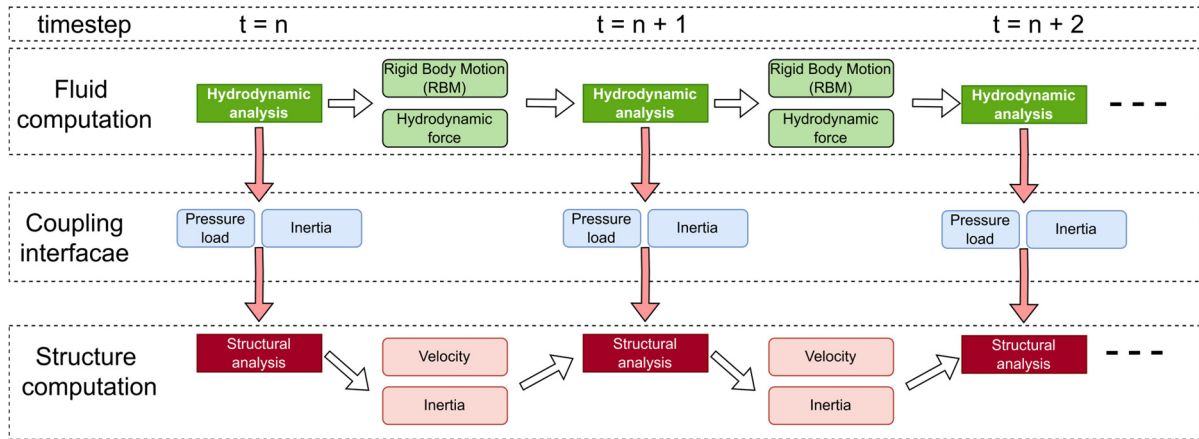 timestep t = n t = n + 1 t = n + 2
Fluid
computation
Hydrodynamic
analysis
Rigid Body Motion
(RBM)
Hydrodynamic
force
Hydrodynamic
analysis
Rigid Body Motion
(RBM)
Hydrodynamic
force
Hydrodynamic
analysis
Coupling
interfacae
Pressure
load
Inertia
Pressure
load
Inertia
Pressure
load
Inertia
Structure
computation
Structural
analysis
Velocity
Inertia
Structural
analysis
Velocity
Inertia
Structural
analysis